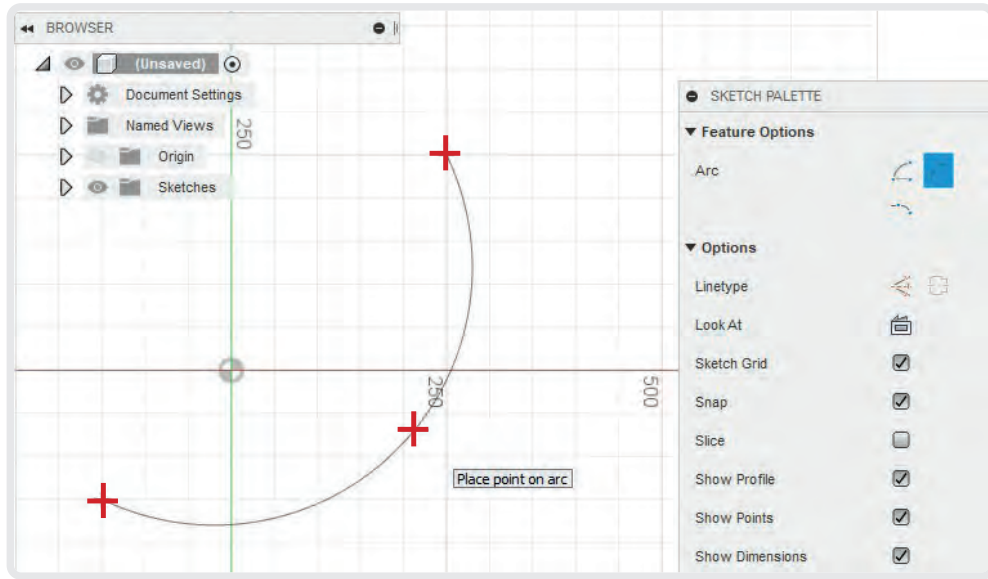 BROWSER
(Unsaved)
Document Settings
Named Views
Origin
Sketches
250
250
500
Place point on arc
SKETCH PALETTE
Feature Options
Arc
Options
Linetype
Look At
Sketch Grid
Snap
Slice
Show Profile
Show Points
Show Dimensions